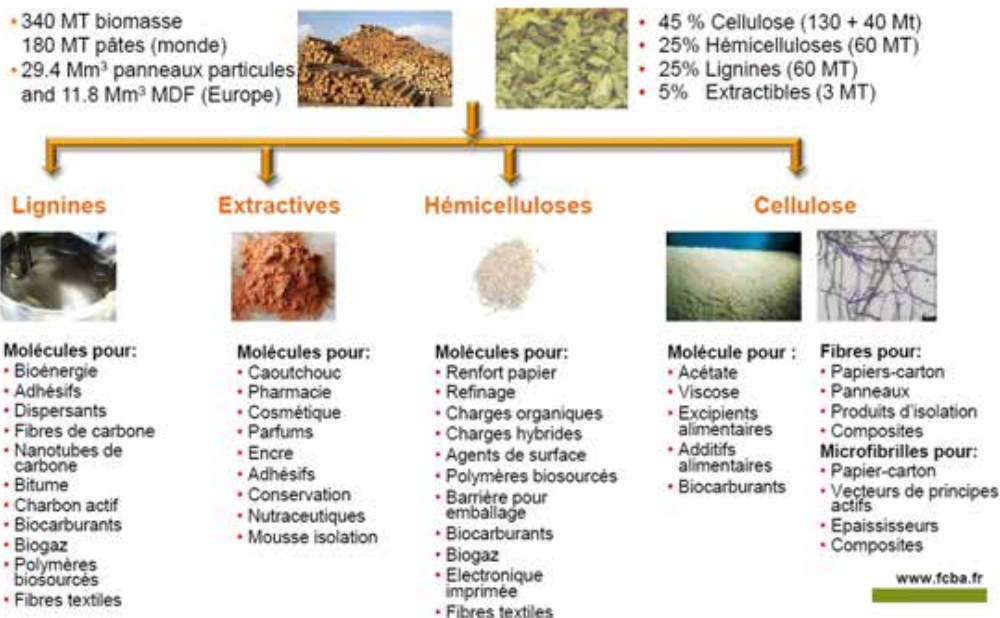 • 340 MT biomasse
180 MT pâtes (monde)
• 29.4 Mm³ panneaux particules
and 11.8 Mm³ MDF (Europe)
• 45 % Cellulose (130 + 40 Mt)
• 25% Hémicelluloses (60 MT)
• 25% Lignines (60 MT)
• 5% Extractibles (3 MT)
Lignines
Molécules pour:
• Bioénergie
• Adhésifs
• Dispersants
• Fibres de carbone
• Nanotubes de
carbone
• Bitume
• Charbon actif
• Biocarburants
• Biogaz
• Polymères
biosourcés
• Fibres textiles
Extractives
Molécules pour:
• Caoutchouc
• Pharmacie
• Cosmétique
• Parfums
• Encre
• Adhésifs
• Conservation
• Nutraceutiques
• Mousse isolation
Hémicelluloses
Molécules pour:
• Renfort papier
• Refinage
• Charges organiques
• Charges hybrides
• Agents de surface
• Polymères biosourcés
• Barrière pour
emballage
• Biocarburants
• Biogaz
• Electronique
imprimée
• Fibres textiles
Cellulose
Molécule pour :
• Acétate
• Viscose
• Excipients
alimentaires
• Additifs
alimentaires
• Biocarburants
Fibres pour:
• Papiers-carton
• Panneaux
• Produits d'isolation
• Composites
Microfibrilles pour:
• Papier-carton
• Vecteurs de principes
actifs
• Epaississeurs
• Composites
www.fcba.fr